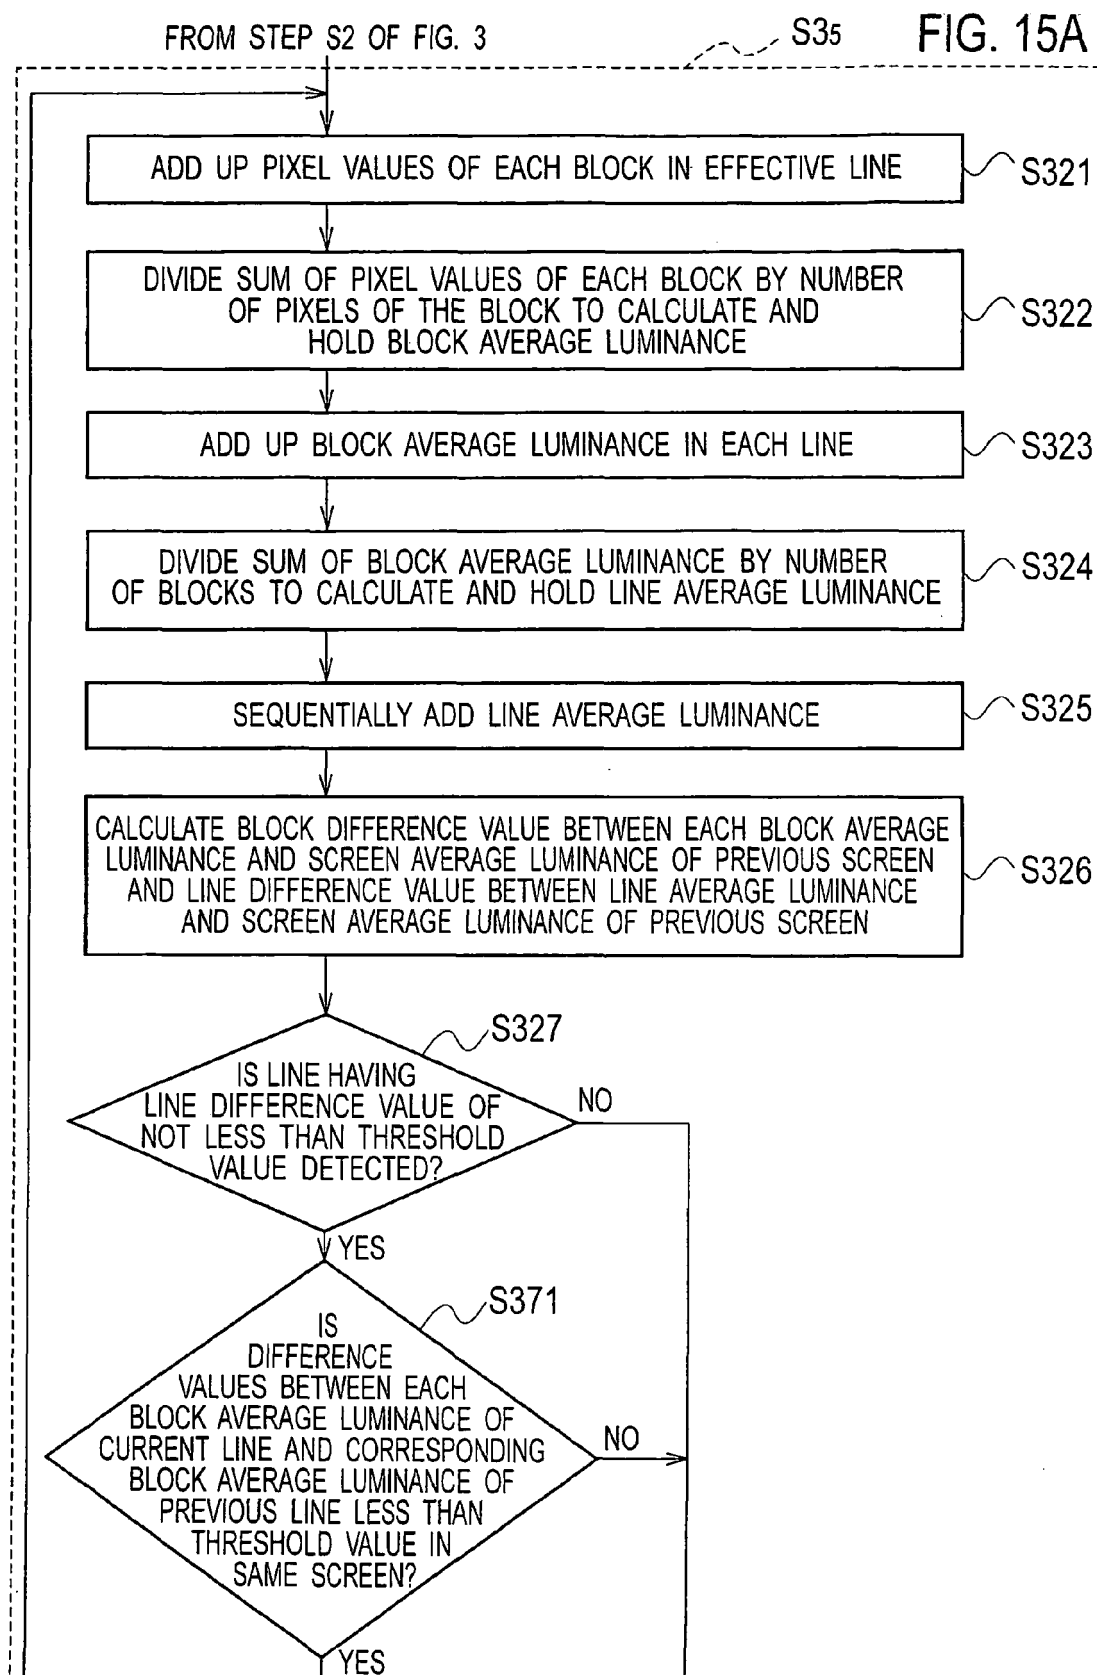 FROM STEP S2 OF FIG. 3
S35
FIG. 15A
ADD UP PIXEL VALUES OF EACH BLOCK IN EFFECTIVE LINE
S321
DIVIDE SUM OF PIXEL VALUES OF EACH BLOCK BY NUMBER
OF PIXELS OF THE BLOCK TO CALCULATE AND
HOLD BLOCK AVERAGE LUMINANCE
S322
ADD UP BLOCK AVERAGE LUMINANCE IN EACH LINE
S323
DIVIDE SUM OF BLOCK AVERAGE LUMINANCE BY NUMBER
OF BLOCKS TO CALCULATE AND HOLD LINE AVERAGE LUMINANCE
S324
SEQUENTIALLY ADD LINE AVERAGE LUMINANCE
S325
CALCULATE BLOCK DIFFERENCE VALUE BETWEEN EACH BLOCK AVERAGE
LUMINANCE AND SCREEN AVERAGE LUMINANCE OF PREVIOUS SCREEN
AND LINE DIFFERENCE VALUE BETWEEN LINE AVERAGE LUMINANCE
AND SCREEN AVERAGE LUMINANCE OF PREVIOUS SCREEN
S326
S327
IS LINE HAVING
LINE DIFFERENCE VALUE OF
NOT LESS THAN THRESHOLD
VALUE DETECTED?
NO
YES
S371
IS
DIFFERENCE
VALUES BETWEEN EACH
BLOCK AVERAGE LUMINANCE OF
CURRENT LINE AND CORRESPONDING
BLOCK AVERAGE LUMINANCE OF
PREVIOUS LINE LESS THAN
THRESHOLD VALUE IN
SAME SCREEN?
NO
YES